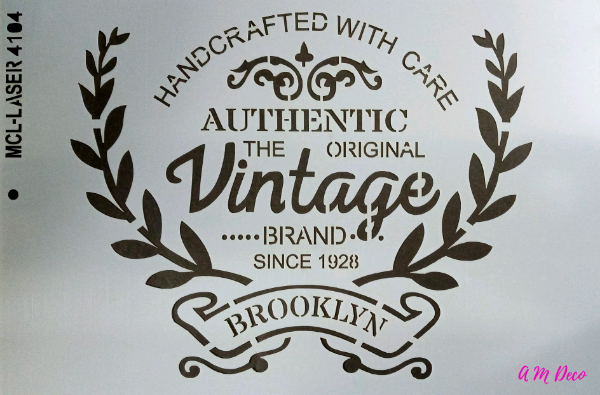 MCL-LASER 4104
HANDCRAFTED WITH CARE
AUTHENTIC
THE ORIGINAL
Vintage
BRAND
SINCE 1928
BROOKLYN
A M Deco